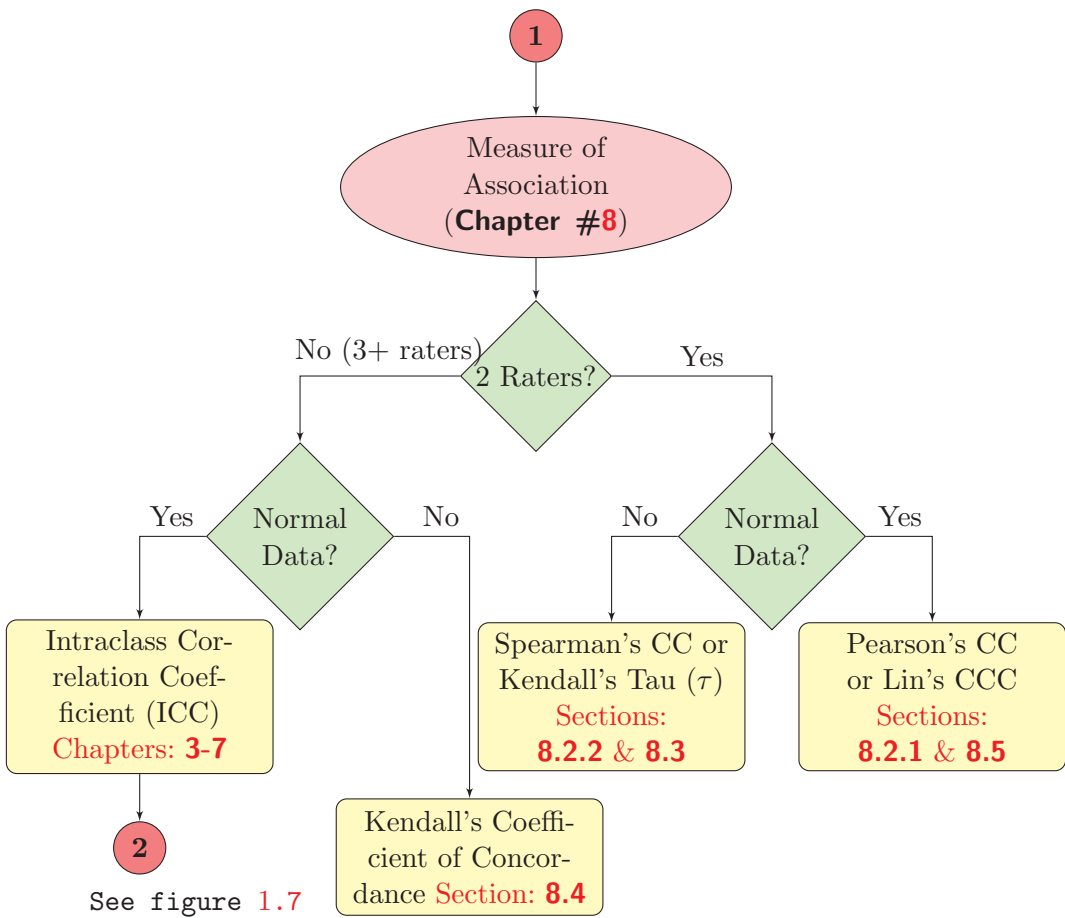 1
Measure of
Association
(Chapter #8)
No (3+ raters)
2 Raters?
Yes
Yes
Normal
Data?
No
No
Normal
Data?
Yes
Intraclass Cor-
relation Coef-
ficient (ICC)
Chapters: 3-7
Spearman's CC or
Kendall's Tau (τ)
Sections:
8.2.2 & 8.3
Pearson's CC
or Lin's CCC
Sections:
8.2.1 & 8.5
2
See figure 1.7
Kendall's Coeffi-
cient of Concor-
dance Section: 8.4